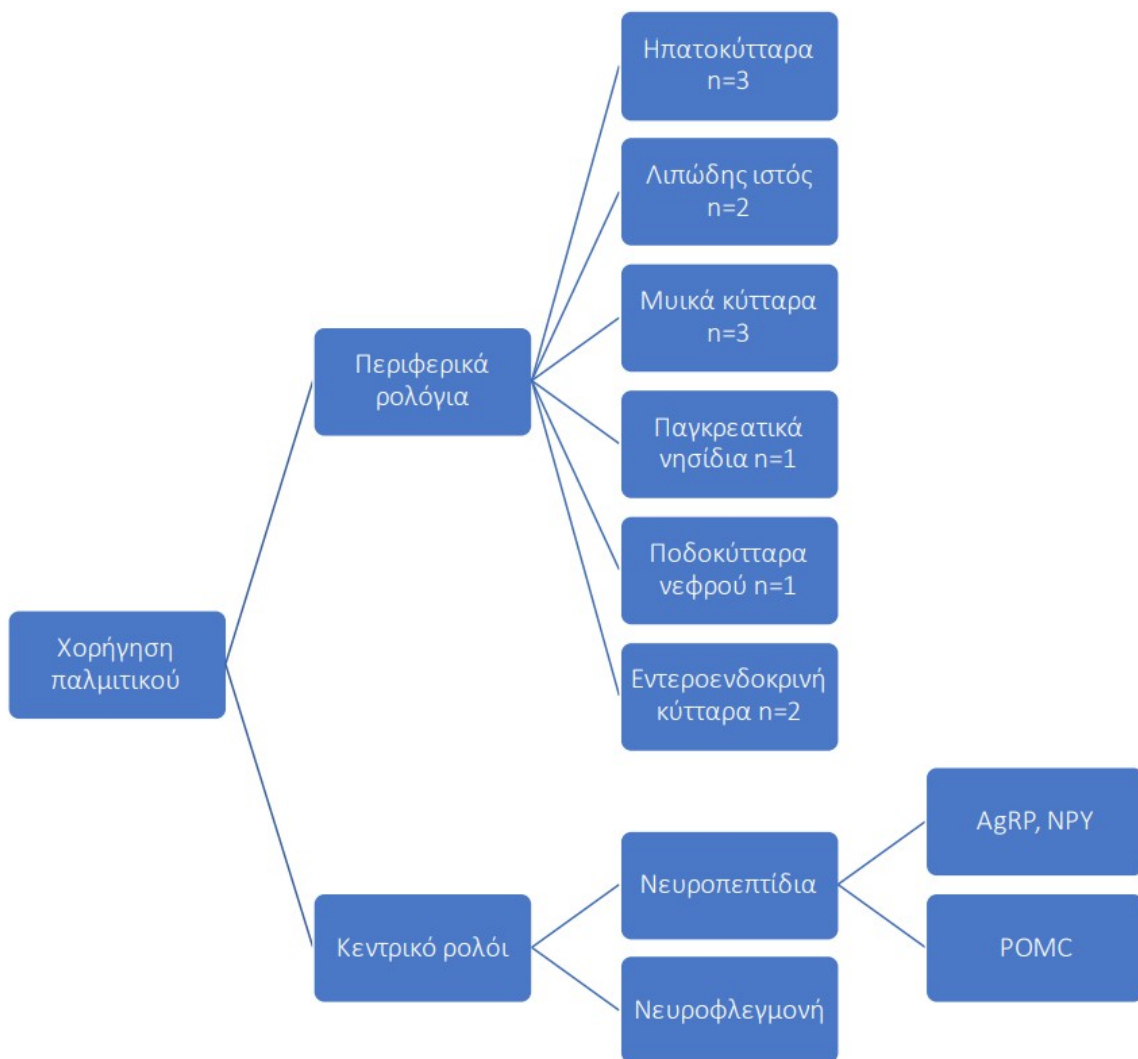 Ηπατοκύτταρα
n=3
Λιπώδης ιστός
n=2
Μυικά κύτταρα
n=3
Περιφερικά
ρολόγια
Παγκρεατικά
νησίδια n=1
Ποδοκύτταρα
νεφρού n=1
Χορήγηση
παλμιτικού
Εντεροενδοκρινή
κύτταρα n=2
AgRP, NPY
Νευροπεπτίδια
Κεντρικό ρολόι
POMC
Νευροφλεγμονή